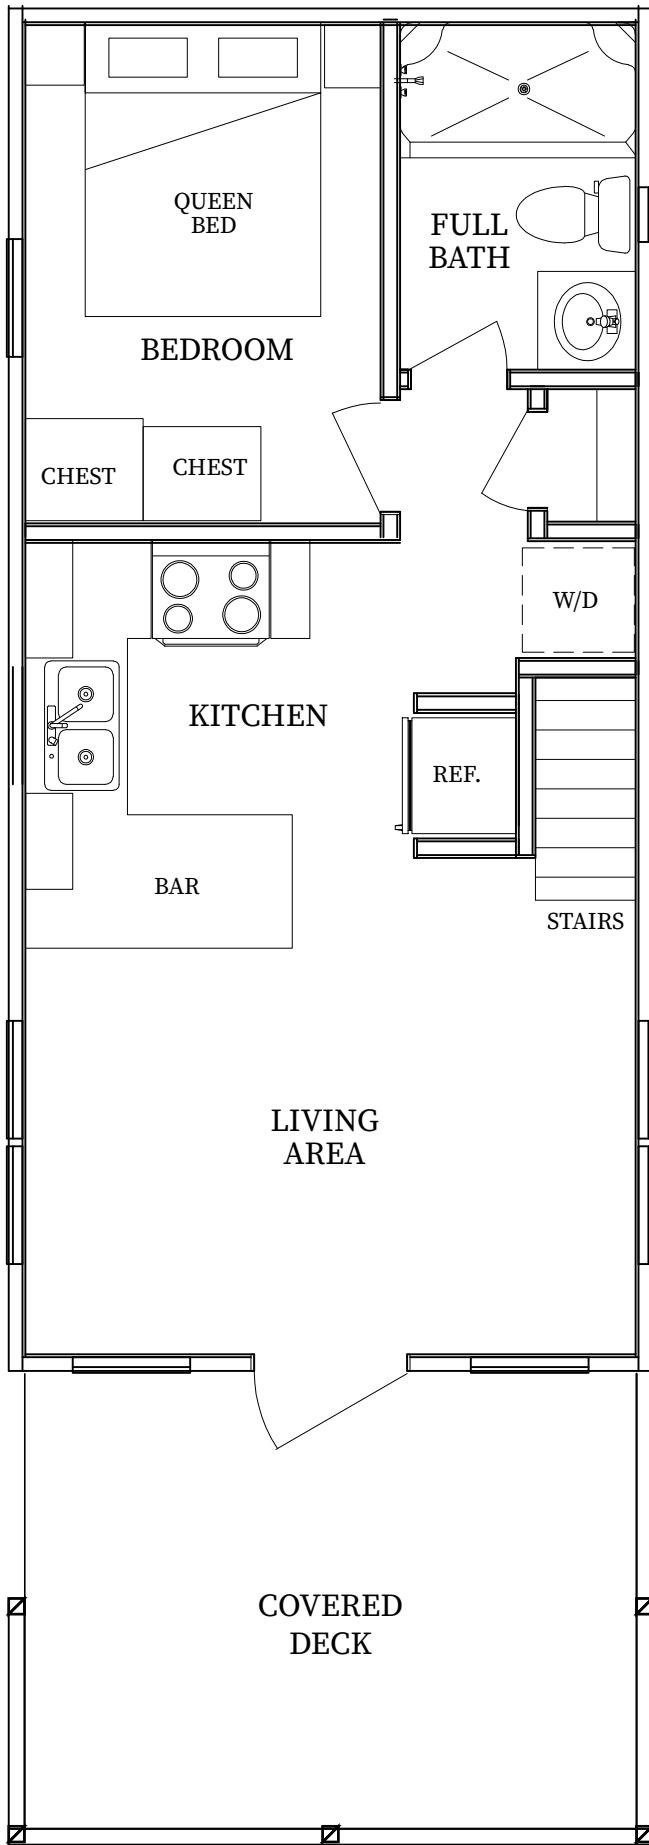 QUEEN
BED
FULL
BATH
BEDROOM
CHEST
CHEST
W/D
KITCHEN
REF.
BAR
STAIRS
LIVING
AREA
COVERED
DECK